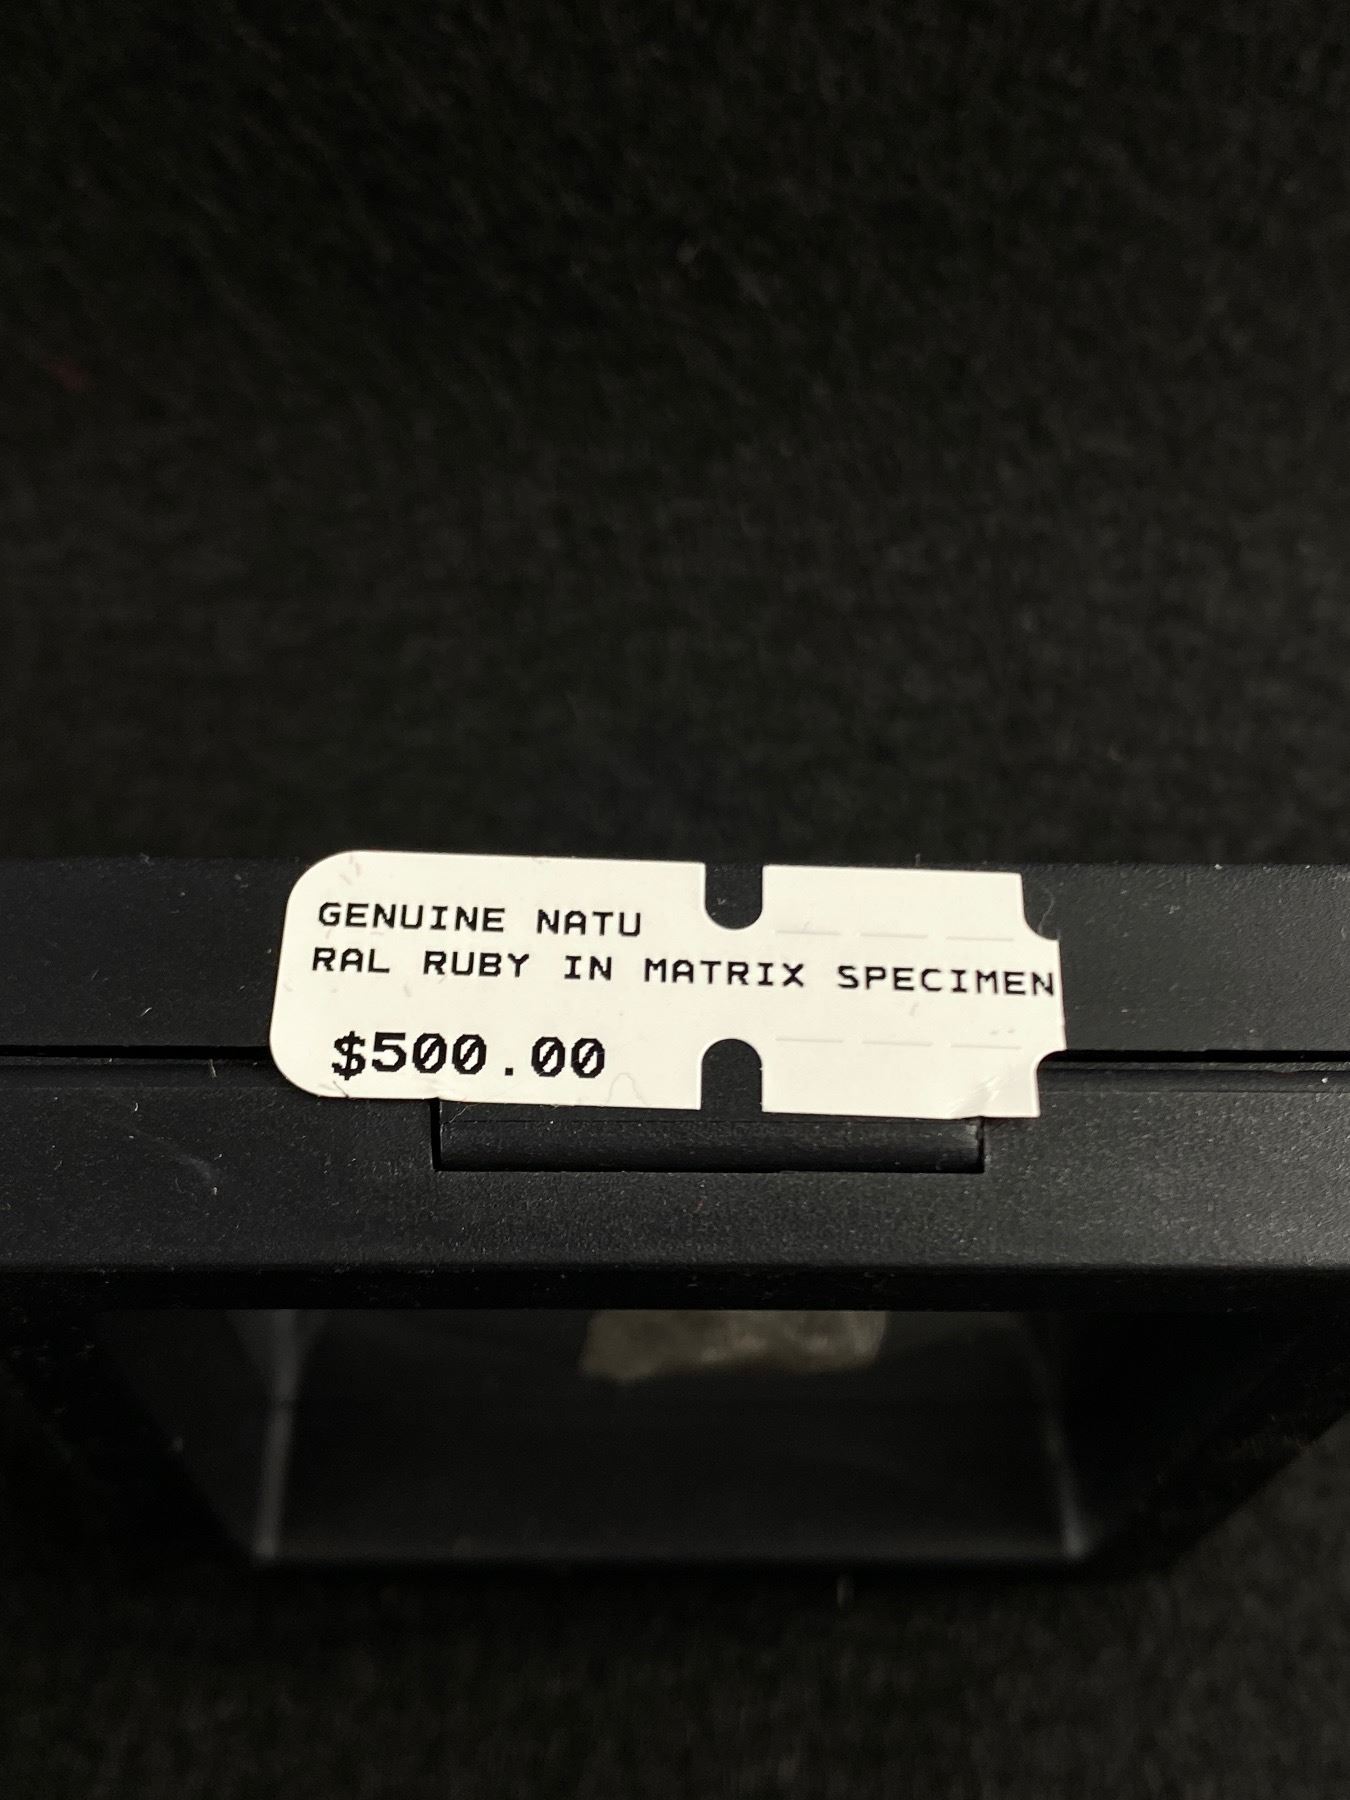 GENUINE NATU
RAL RUBY IN MATRIX SPECIMEN
$500.00